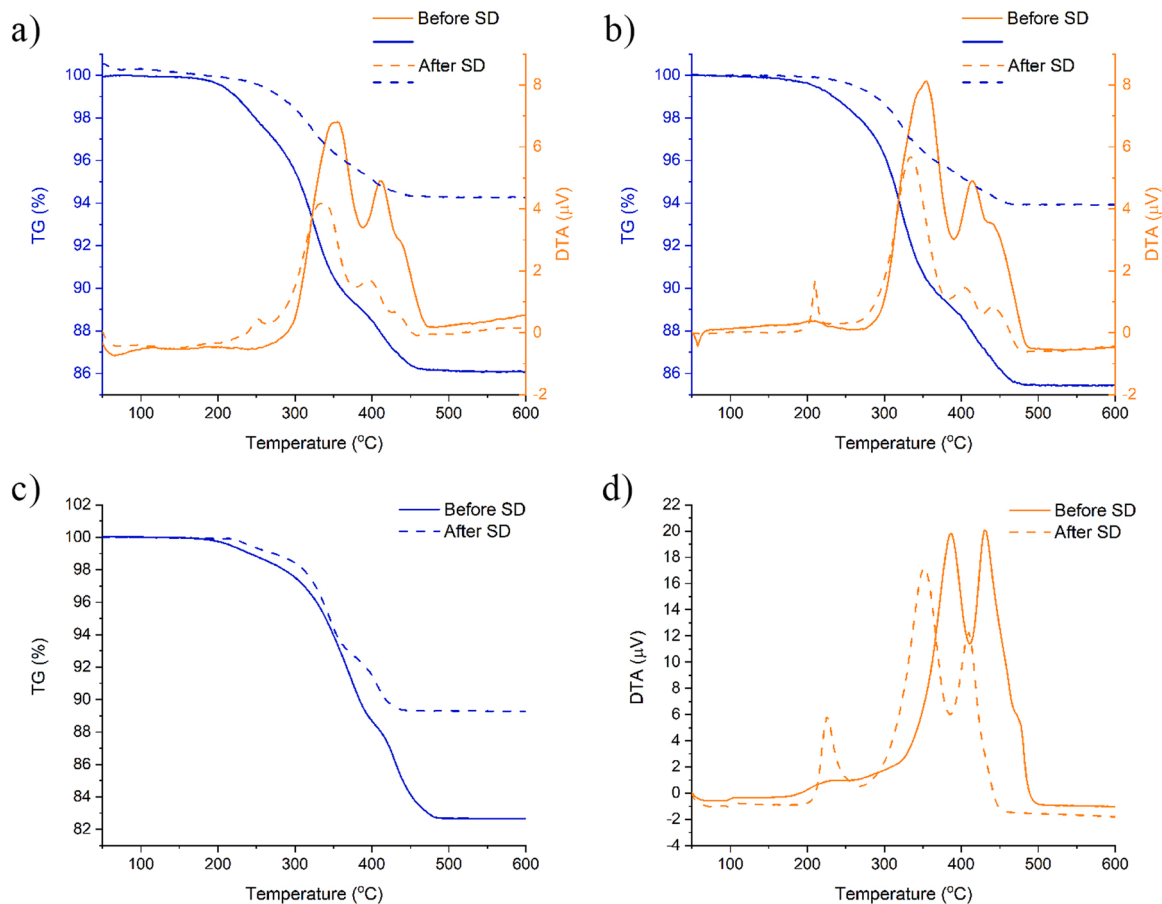 a)
Before SD
After SD
100
98
96
94
92
90
88
86
TG (%)
8
6
4
2
0
-2
DTA (μV)
100 200 300 400 500 600
Temperature (°C)
b)
Before SD
After SD
100
98
96
94
92
90
88
86
TG (%)
8
6
4
2
0
-2
DTA (μV)
100 200 300 400 500 600
Temperature (°C)
c)
Before SD
After SD
102
100
98
96
94
92
90
88
86
84
82
TG (%)
100 200 300 400 500 600
Temperature (°C)
d)
Before SD
After SD
22
20
18
16
14
12
10
8
6
4
2
0
-2
-4
DTA (μV)
100 200 300 400 500 600
Temperature (°C)